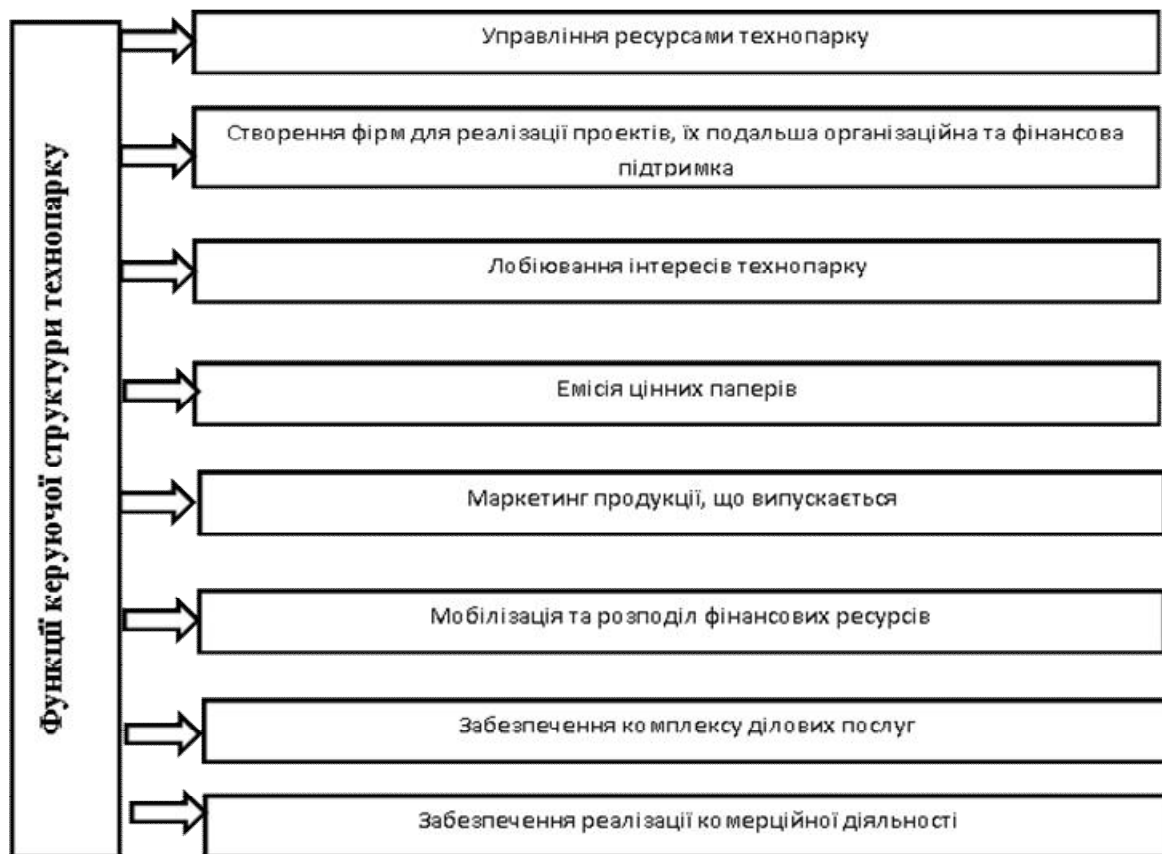 Функції керуючої структури технопарку
Управління ресурсами технопарку
Створення фірм для реалізації проектів, їх подальша організаційна та фінансова
підтримка
Лобіювання інтересів технопарку
Емісія цінних паперів
Маркетинг продукції, що випускається
Мобілізація та розподіл фінансових ресурсів
Забезпечення комплексу ділових послуг
Забезпечення реалізації комерційної діяльності